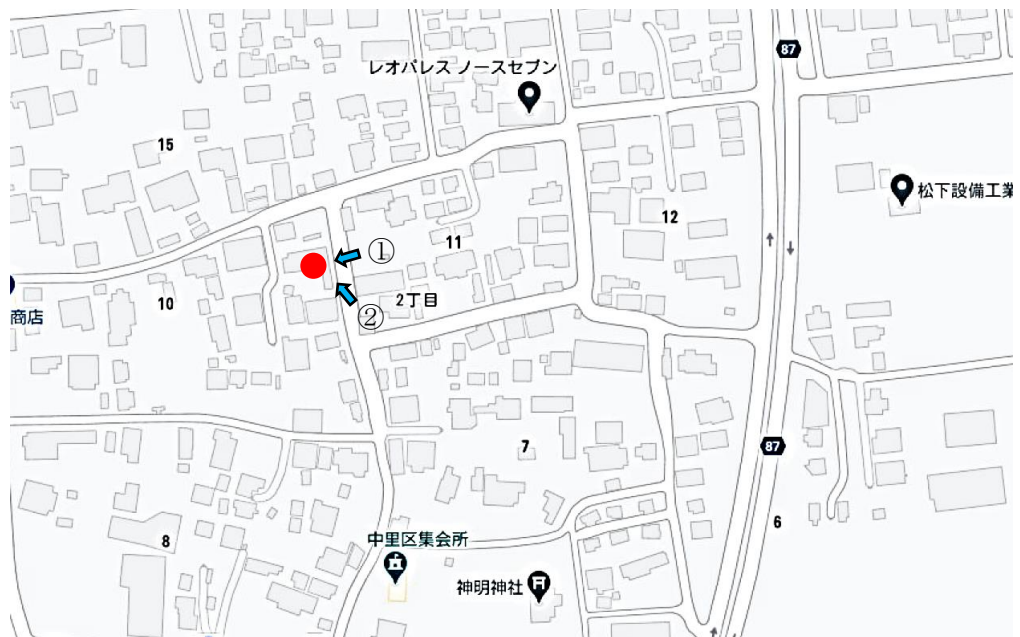 87
レオパレス ノースセブン
15
松下設備工業
12
11
①
10
2丁目
②
商店
87
7
6
8
中里区集会所
神明神社